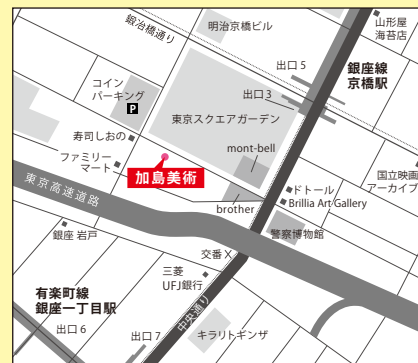 鍛冶橋通り
明治京橋ビル
山形屋
海苔店
出口5
銀座線
京橋駅
コイン
パーキング
P
出口3
東京スクエアガーデン
寿司しおの
mont-bell
ファミリー
マート
加島美術
国立映画
アーカイブ
東京高速道路
ドトール
Brillia Art Gallery
brother
銀座 岩戸
警察博物館
交番 X
三菱
UFJ銀行
有楽町線
銀座一丁目駅
中央通り
出口6
出口7
キラリトギンザ